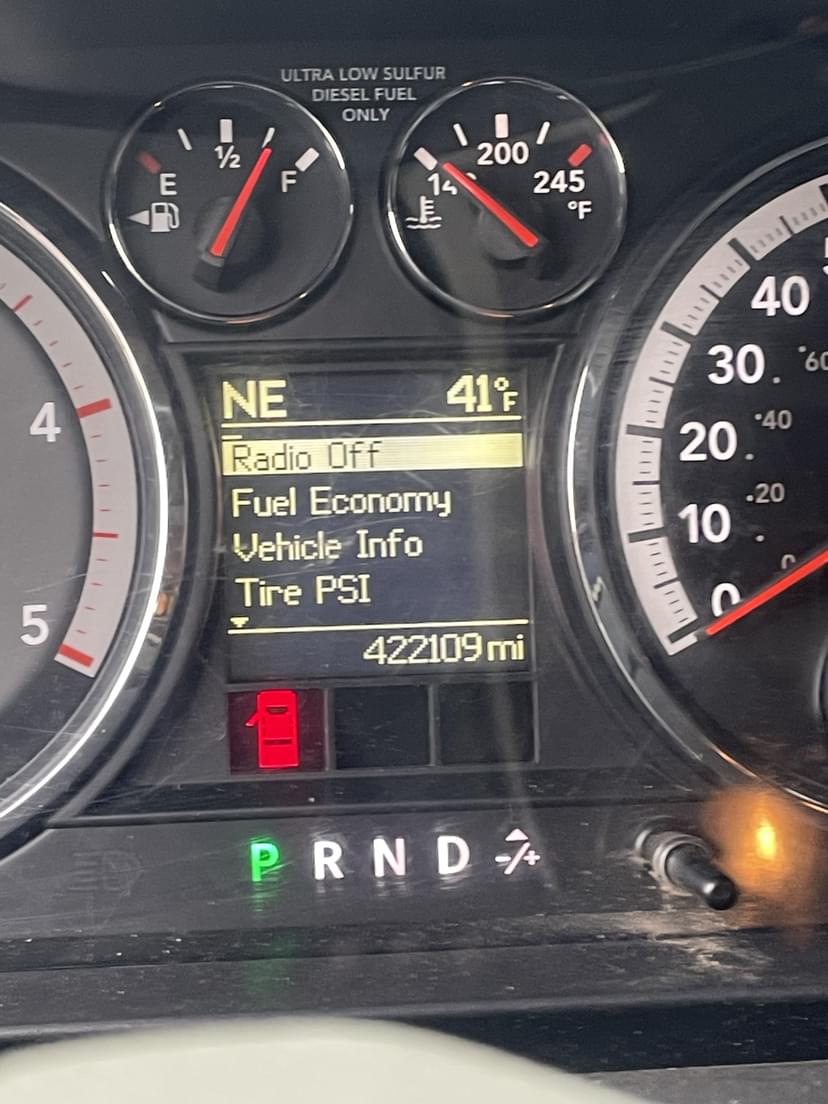 ULTRA LOW SULFUR
DIESEL FUEL
ONLY
E ½ F
200
245
°F
NE 41°F
Radio Off
Fuel Economy
Vehicle Info
Tire PSI
422109 mi
4
5
40
30
20
10
0
60
40
20
0
P R N D -/+